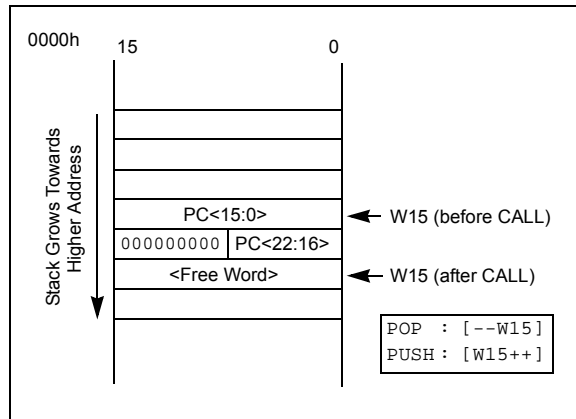 0000h
15 0
Stack Grows Towards
Higher Address
PC<15:0>
W15 (before CALL)
000000000 PC<22:16>
<Free Word>
W15 (after CALL)
POP : [--W15]
PUSH : [W15++]